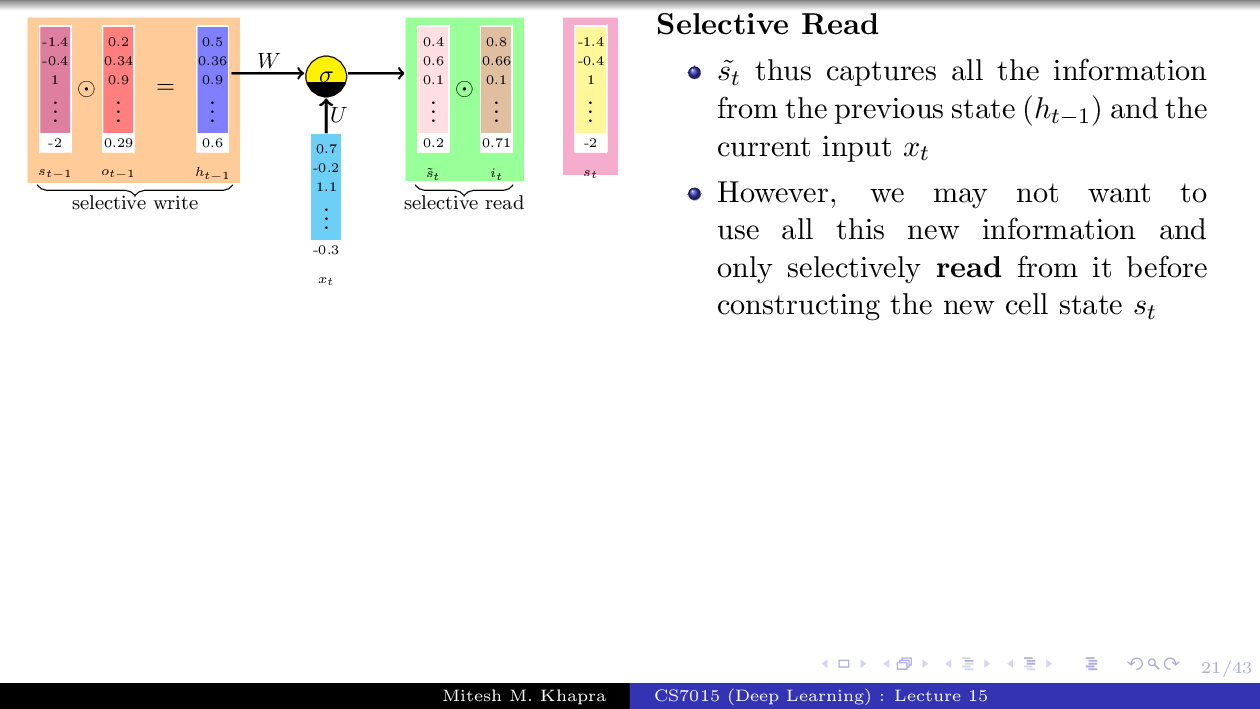 -1.4 0.2 0.5
-0.4 ⊙ 0.34 = 0.36
1 0.9 0.9
⋮ ⋮ ⋮
-2 0.29 0.6
s_{t−1} o_{t−1} h_{t−1}
selective write
W
σ
U
0.7
-0.2
1.1
⋮
-0.3
x_t
0.4 0.8
0.6 ⊙ 0.66
0.1 0.1
⋮ ⋮
0.2 0.71
s̃_t i_t
selective read
-1.4
-0.4
1
⋮
-2
s_t
Selective Read
s̃_t thus captures all the information
from the previous state (h_{t−1}) and the
current input x_t
However, we may not want to
use all this new information and
only selectively read from it before
constructing the new cell state s_t
21/43
Mitesh M. Khapra
CS7015 (Deep Learning) : Lecture 15